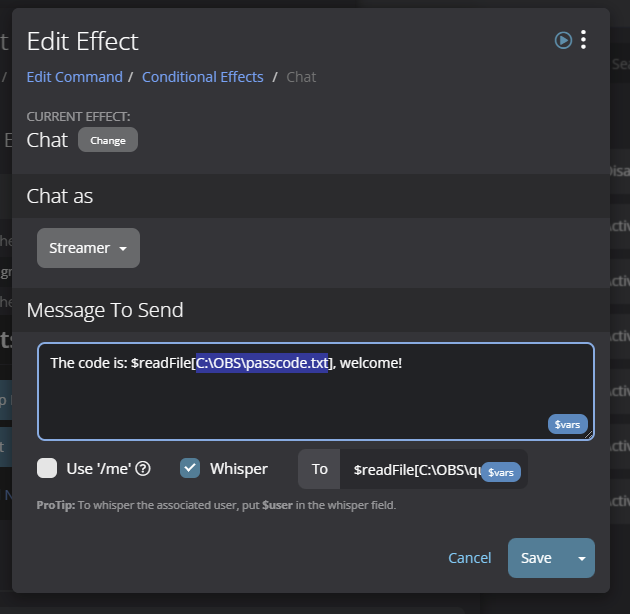 Edit Effect
Edit Command / Conditional Effects / Chat
CURRENT EFFECT:
Chat Change
Chat as
Streamer
Message To Send
The code is: $readFile[C:\OBS\passcode.txt], welcome!
$vars
Use '/me' Whisper To $readFile[C:\OBS\qu $vars
ProTip: To whisper the associated user, put $user in the whisper field.
Cancel Save